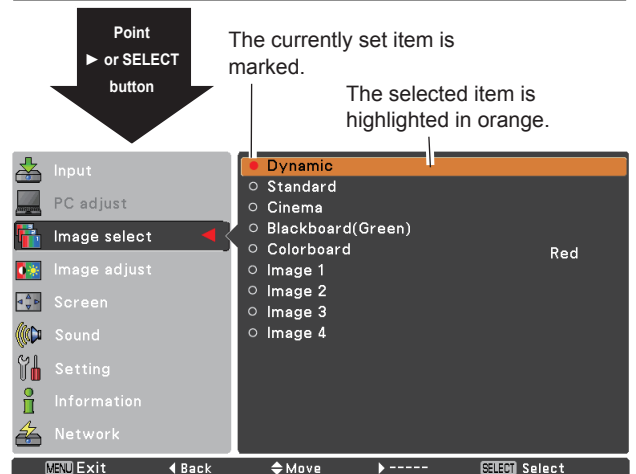 Point
► or SELECT
button
The currently set item is
marked.
The selected item is
highlighted in orange.
Input
PC adjust
Image select
Image adjust
Screen
Sound
Setting
Information
Network
Dynamic
Standard
Cinema
Blackboard(Green)
Colorboard Red
Image 1
Image 2
Image 3
Image 4
MENU Exit ◄Back Move ►----- SELECT Select